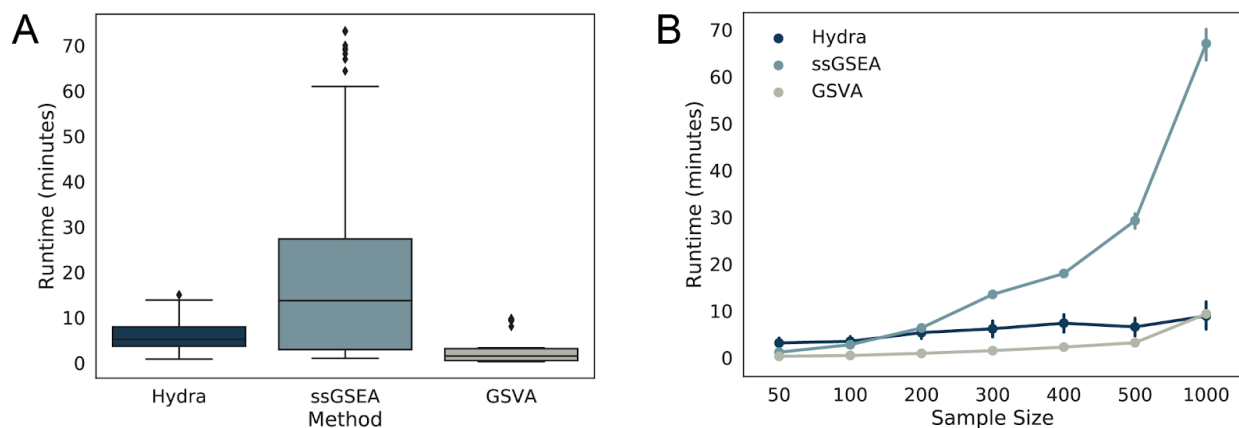 A
Runtime (minutes)
70
60
50
40
30
20
10
0
Hydra ssGSEA GSVA
Method
B
Runtime (minutes)
70
60
50
40
30
20
10
0
Hydra
ssGSEA
GSVA
50 100 200 300 400 500 1000
Sample Size